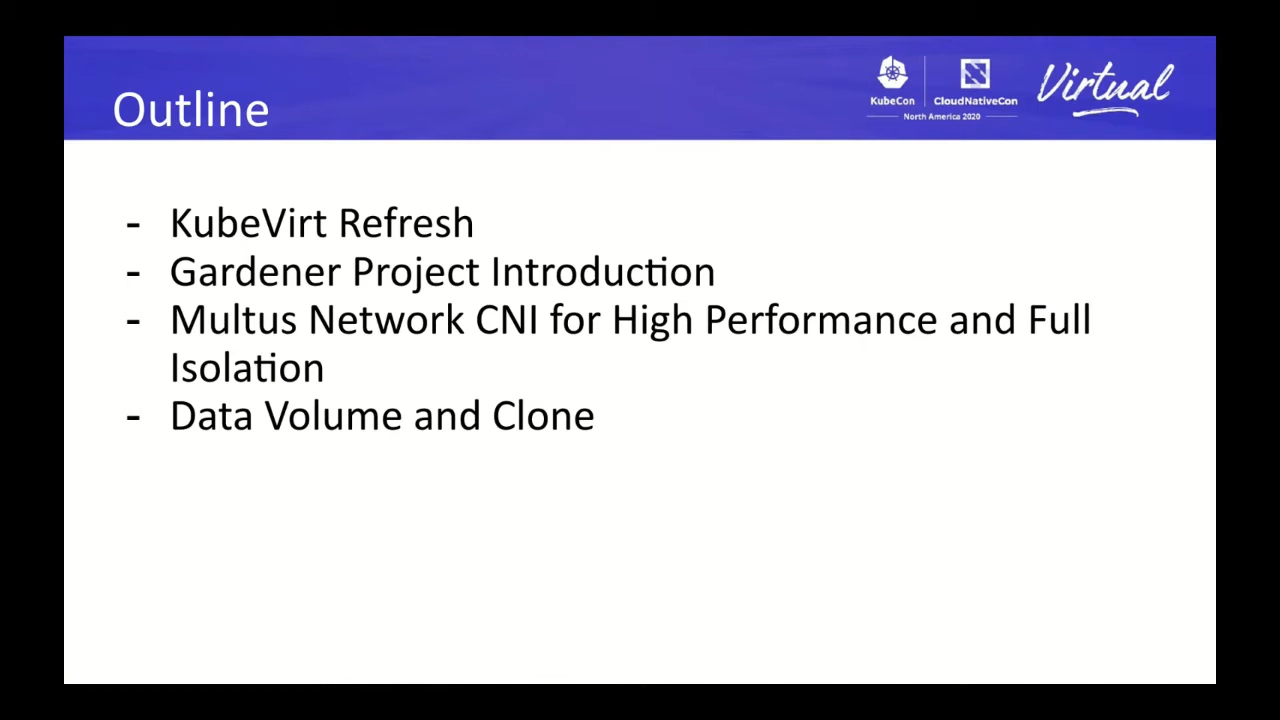 Outline
KubeCon
CloudNativeCon
North America 2020
Virtual
- KubeVirt Refresh
- Gardener Project Introduction
- Multus Network CNI for High Performance and Full
Isolation
- Data Volume and Clone